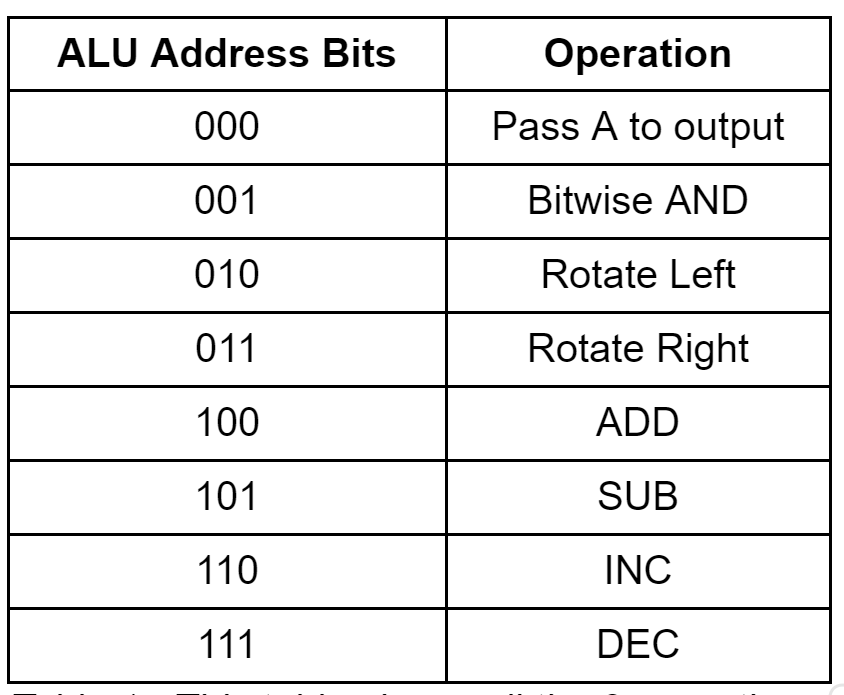 ALU Address Bits Operation
000 Pass A to output
001 Bitwise AND
010 Rotate Left
011 Rotate Right
100 ADD
101 SUB
110 INC
111 DEC